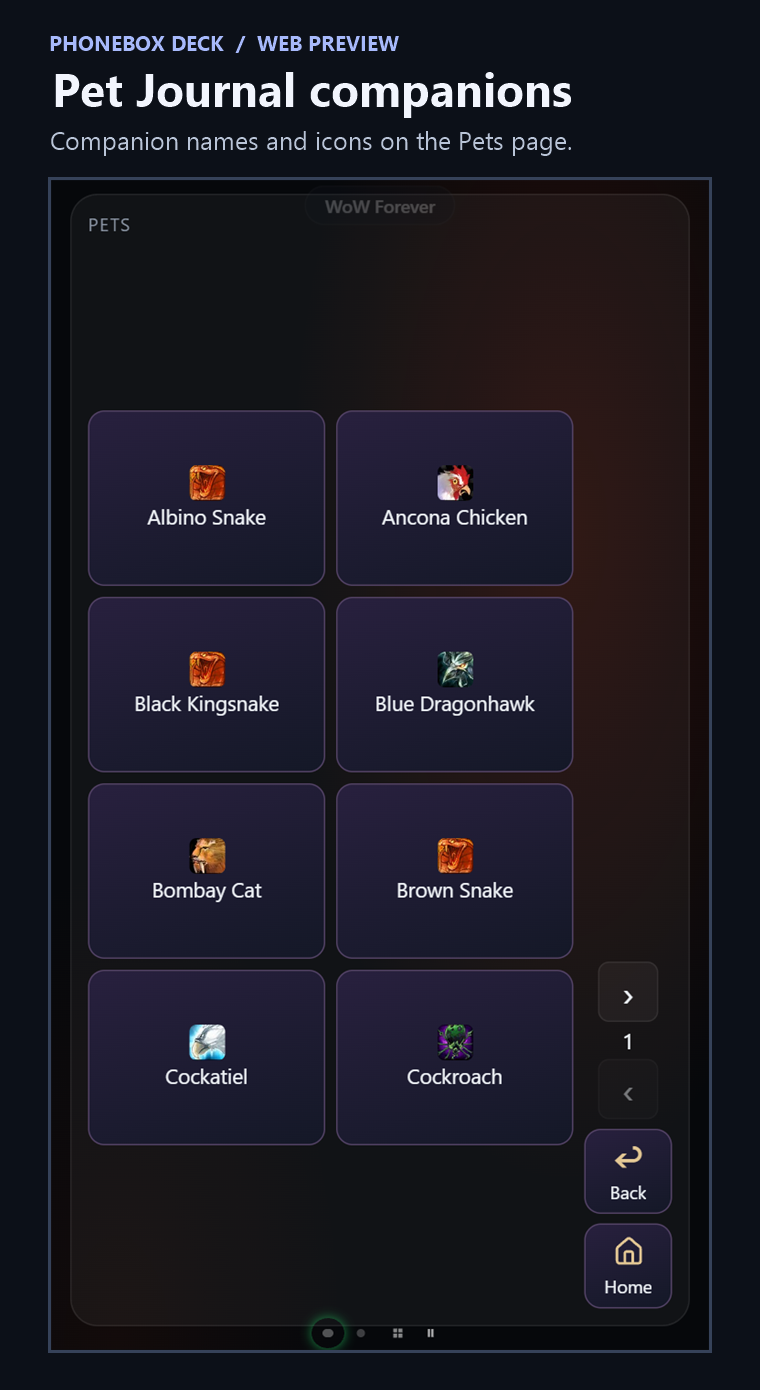 PHONEBOX DECK / WEB PREVIEW
Pet Journal companions
Companion names and icons on the Pets page.
WoW Forever
PETS
Albino Snake
Ancona Chicken
Black Kingsnake
Blue Dragonhawk
Bombay Cat
Brown Snake
Cockatiel
Cockroach
›
1
‹
Back
Home